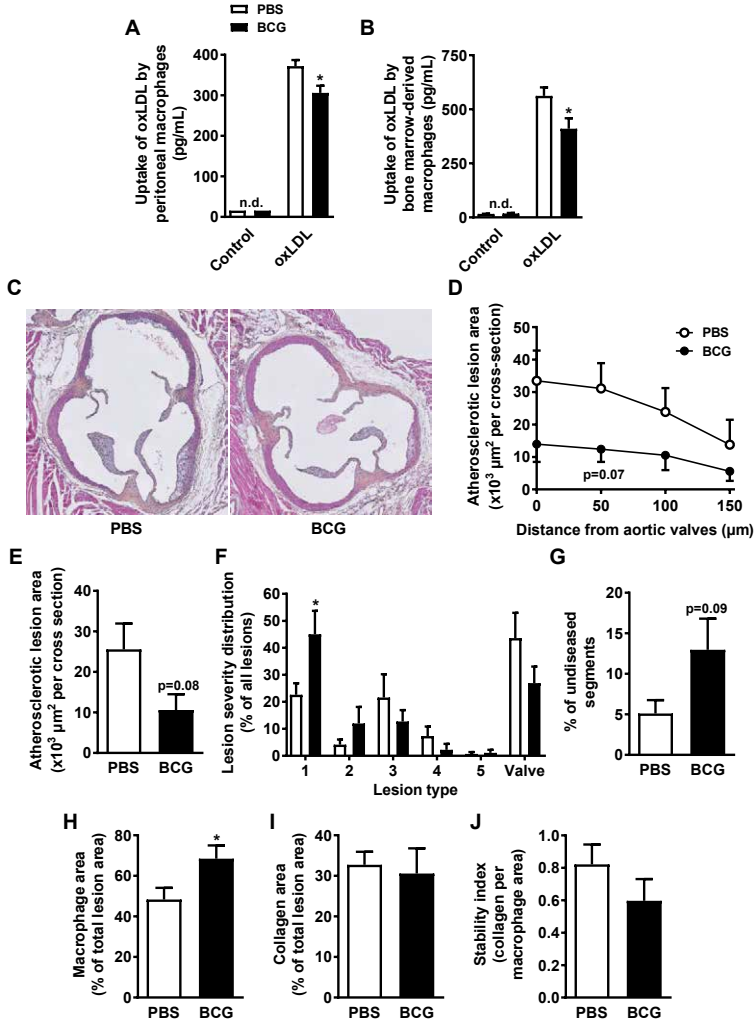 PBS
BCG
A
Uptake of oxLDL by
peritoneal macrophages
(pg/mL)
400
300
200
100
0
n.d.
*
Control
oxLDL
B
Uptake of oxLDL by
bone marrow-derived
macrophages (pg/mL)
750
500
250
0
n.d.
*
Control
oxLDL
C
PBS
BCG
D
Atherosclerotic lesion area
(x10³ µm² per cross-section)
50
40
30
20
10
0
PBS
BCG
p=0.07
0 50 100 150
Distance from aortic valves (µm)
E
Atherosclerotic lesion area
(x10³ µm² per cross section)
40
30
20
10
0
p=0.08
PBS BCG
F
Lesion severity distribution
(% of all lesions)
60
50
40
30
20
10
0
*
1 2 3 4 5 Valve
Lesion type
G
% of undiseased
segments
20
15
10
5
0
p=0.09
PBS BCG
H
Macrophage area
(% of total lesion area)
80
60
40
20
0
*
PBS BCG
I
Collagen area
(% of total lesion area)
40
30
20
10
0
PBS BCG
J
Stability index
(collagen per
macrophage area)
1.0
0.8
0.6
0.4
0.2
0.0
PBS BCG